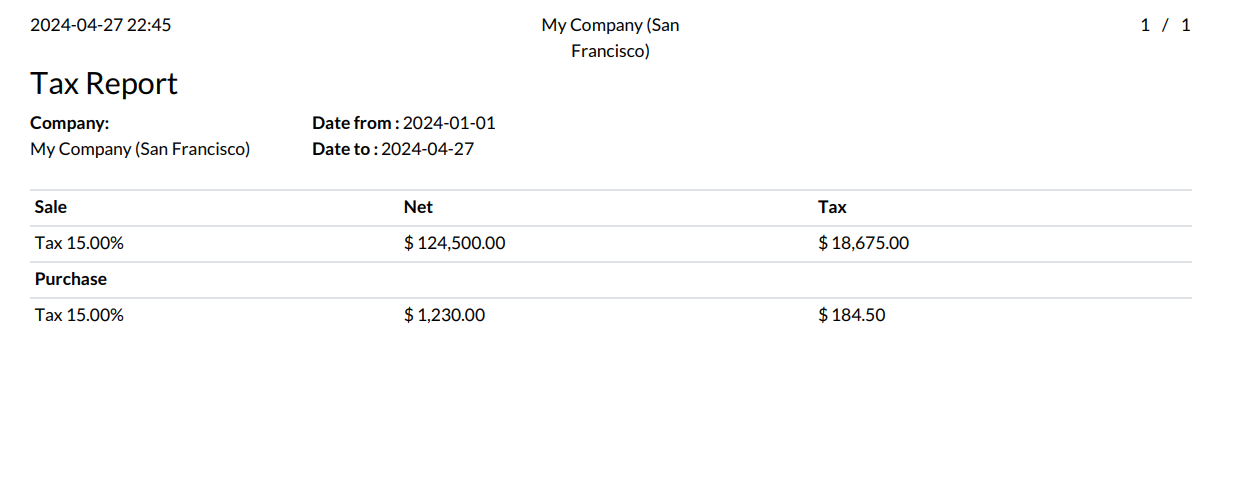 2024-04-27 22:45 My Company (San 1 / 1
Francisco)
Tax Report
Company: Date from : 2024-01-01
My Company (San Francisco) Date to : 2024-04-27
Sale Net Tax
Tax 15.00% $ 124,500.00 $ 18,675.00
Purchase
Tax 15.00% $ 1,230.00 $ 184.50